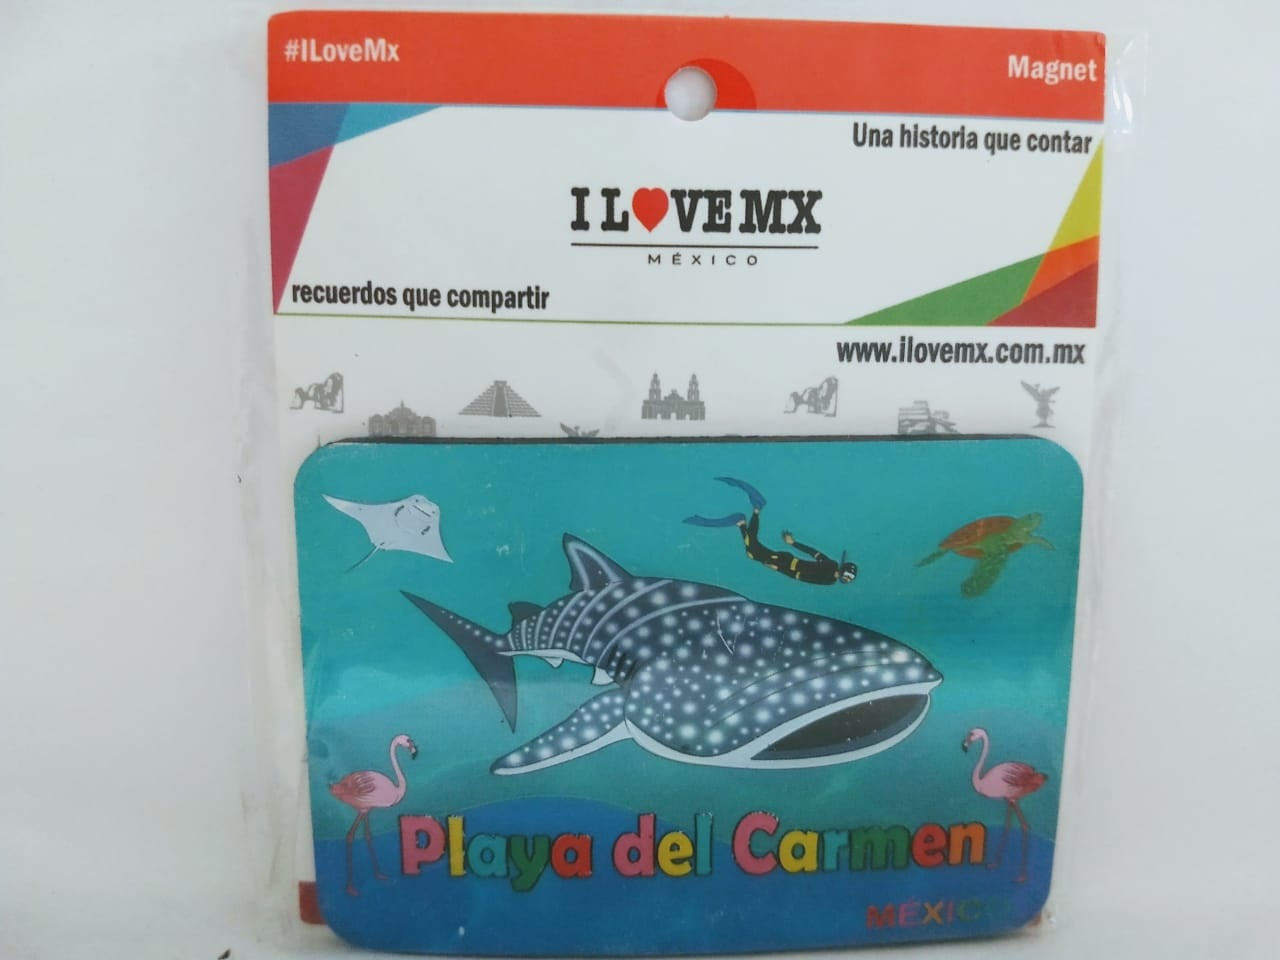 #ILoveMx
Magnet
Una historia que contar
I L❤VE MX
MÉXICO
recuerdos que compartir
www.ilovemx.com.mx
Playa del Carmen
MÉXICO